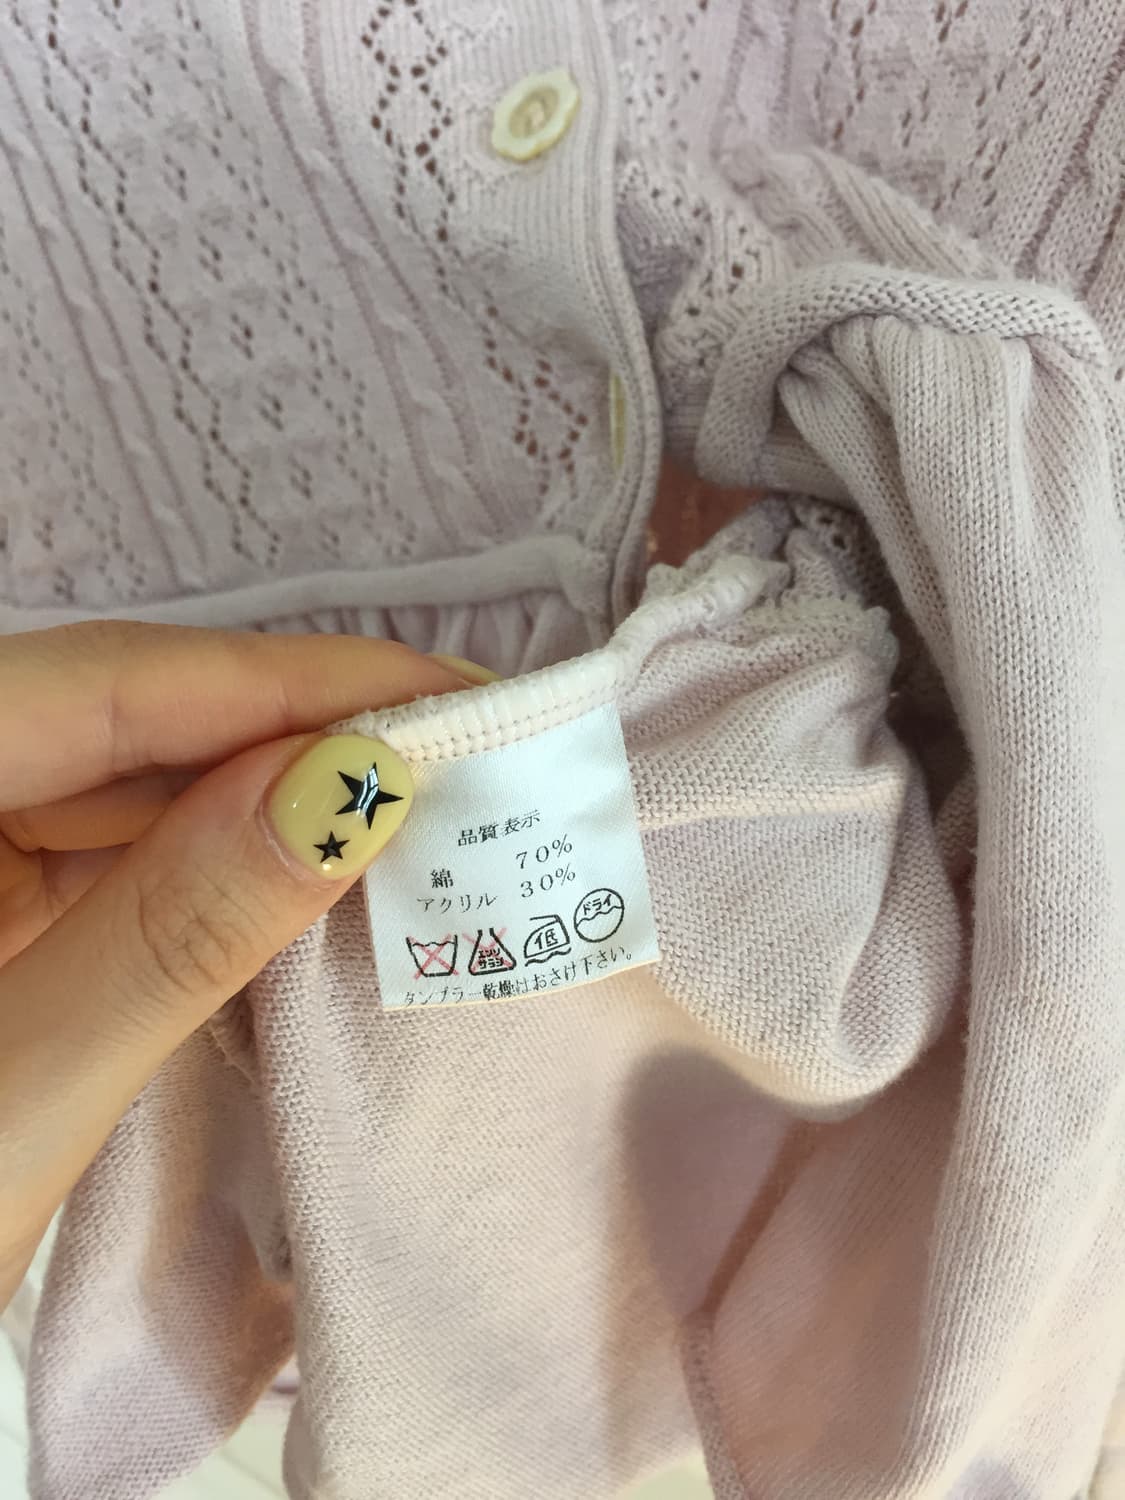 品質表示
綿 70%
アクリル 30%
エンソ サラシ 低 ドライ
タンブラー乾燥はおさけ下さい。